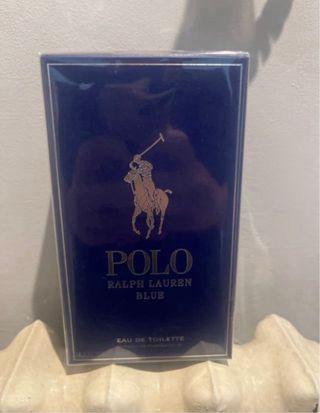 POLO
RALPH LAUREN
BLUE
EAU DE TOILETTE